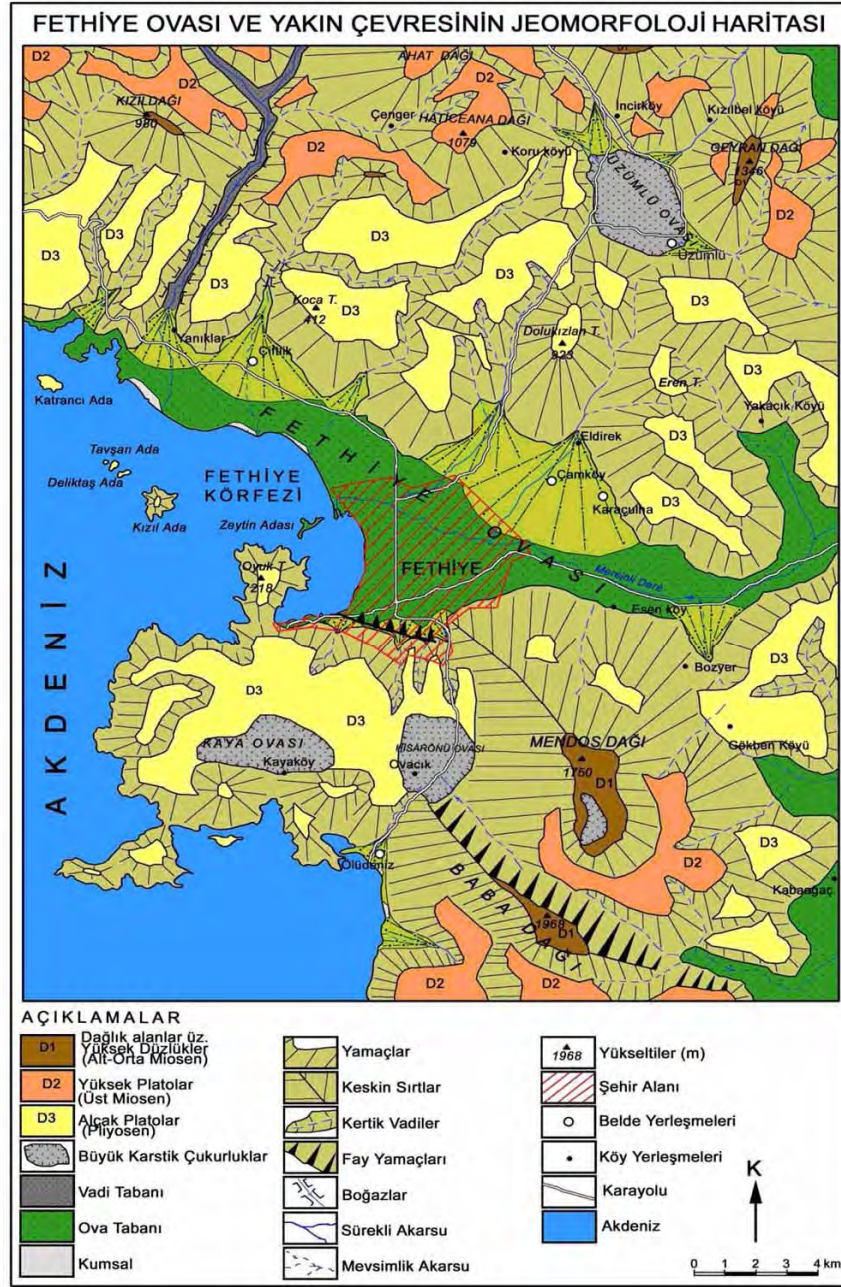 FETHİYE OVASI VE YAKIN ÇEVRESİNİN JEOMORFOLOJİ HARİTASI
D2
AHAT DAĞI
D2
D1
KIZILDAĞI
980
D2
Çenger
HATİCEANA DAĞI
1079
İncirköy
Kızılbel köyü
Koru köyü
GEYRAN DAĞI
1346
D1
D2
ÜZÜMLÜ OVASI
Üzümlü
D3
D3
D3
D3
D3
Koca T.
412
D3
D3
Yanıklar
Çiftlik
Dolukızlan T.
823
Eren T.
D3
Yakacık Köyü
Katrancı Ada
FETHİYE OVASI
Eldirek
D3
Tavşan Ada
Deliktaş Ada
FETHİYE
KÖRFEZİ
Çamköy
Karaçulha
D3
Kızıl Ada
Zeytin Adası
FETHİYE
Oyuk T.
218
Mereinli Dere
Esen köy
AKDENİZ
Bozyer
D3
D3
D3
KAYA OVASI
Kayaköy
HİSARÖNÜ OVASI
Ovacık
MENDOS DAĞI
1750
D1
Gökben Köyü
D2
D3
Ölüdeniz
Kabaağaç
BABA DAĞI
1968
D1
D2
D2
D2
AÇIKLAMALAR
D1 Dağlık alanlar üz.
Yüksek Düzlükler
(Alt-Orta Miosen)
D2 Yüksek Platolar
(Üst Miosen)
D3 Alçak Platolar
(Pliyosen)
Büyük Karstik Çukurluklar
Vadi Tabanı
Ova Tabanı
Kumsal
Yamaçlar
Keskin Sırtlar
Kertik Vadiler
Fay Yamaçları
Boğazlar
Sürekli Akarsu
Mevsimlik Akarsu
1968 Yükseltiler (m)
Şehir Alanı
Belde Yerleşmeleri
Köy Yerleşmeleri
Karayolu
Akdeniz
K
0 1 2 4 km